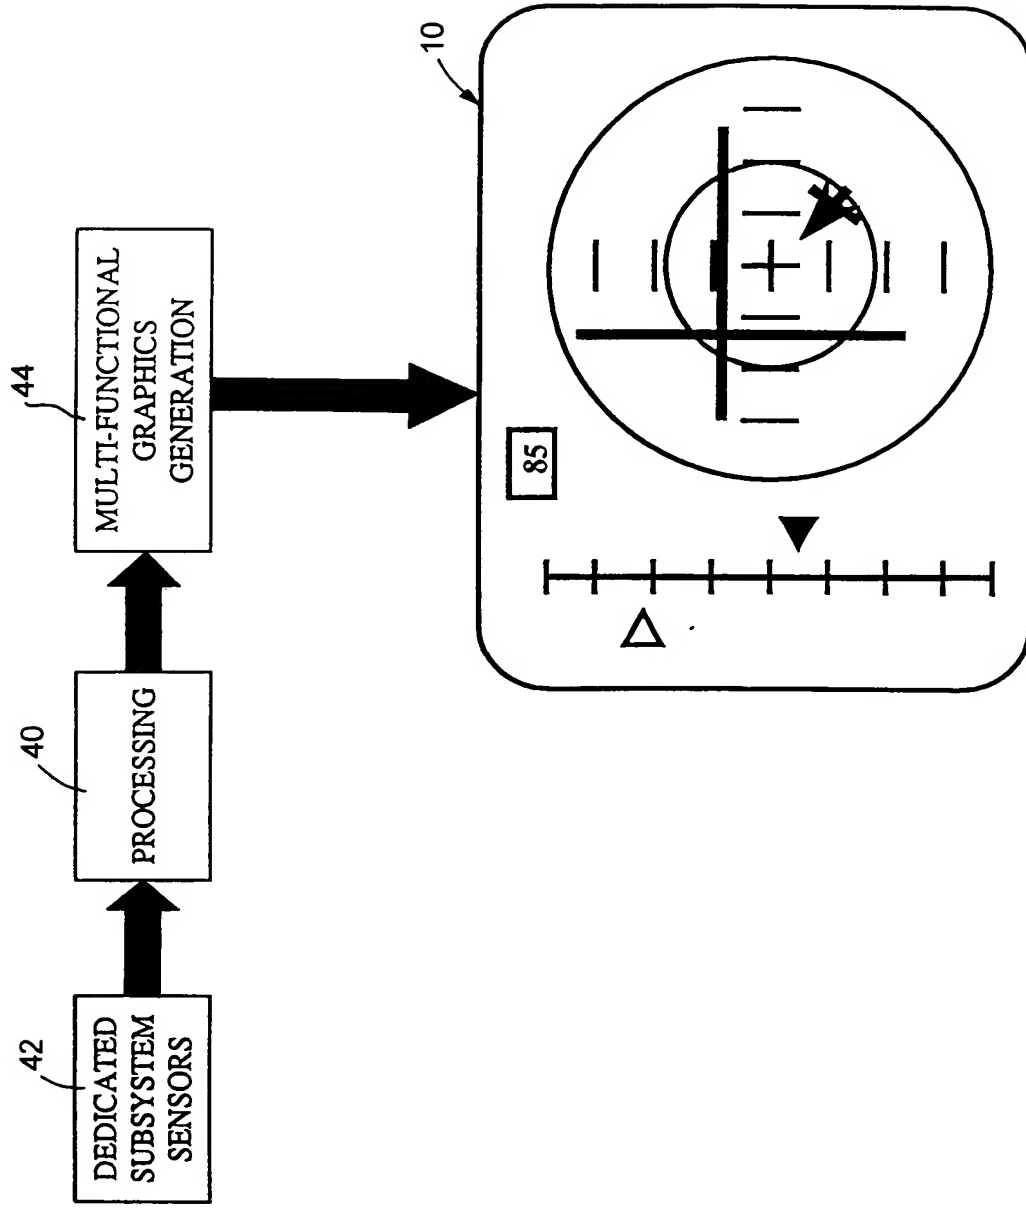 42
DEDICATED
SUBSYSTEM
SENSORS
40
PROCESSING
44
MULTI-FUNCTIONAL
GRAPHICS
GENERATION
10
85